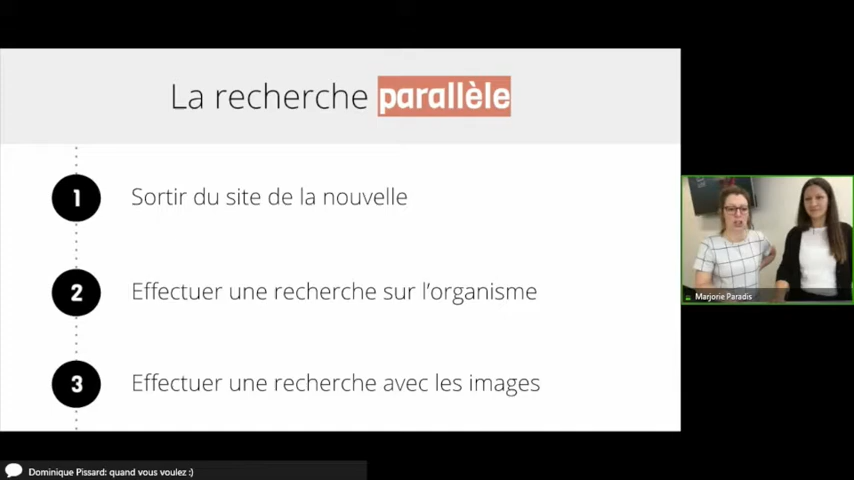 La recherche parallèle
1 Sortir du site de la nouvelle
2 Effectuer une recherche sur l'organisme
3 Effectuer une recherche avec les images
Marjorie Paradis
Dominique Pissard: quand vous voulez :)